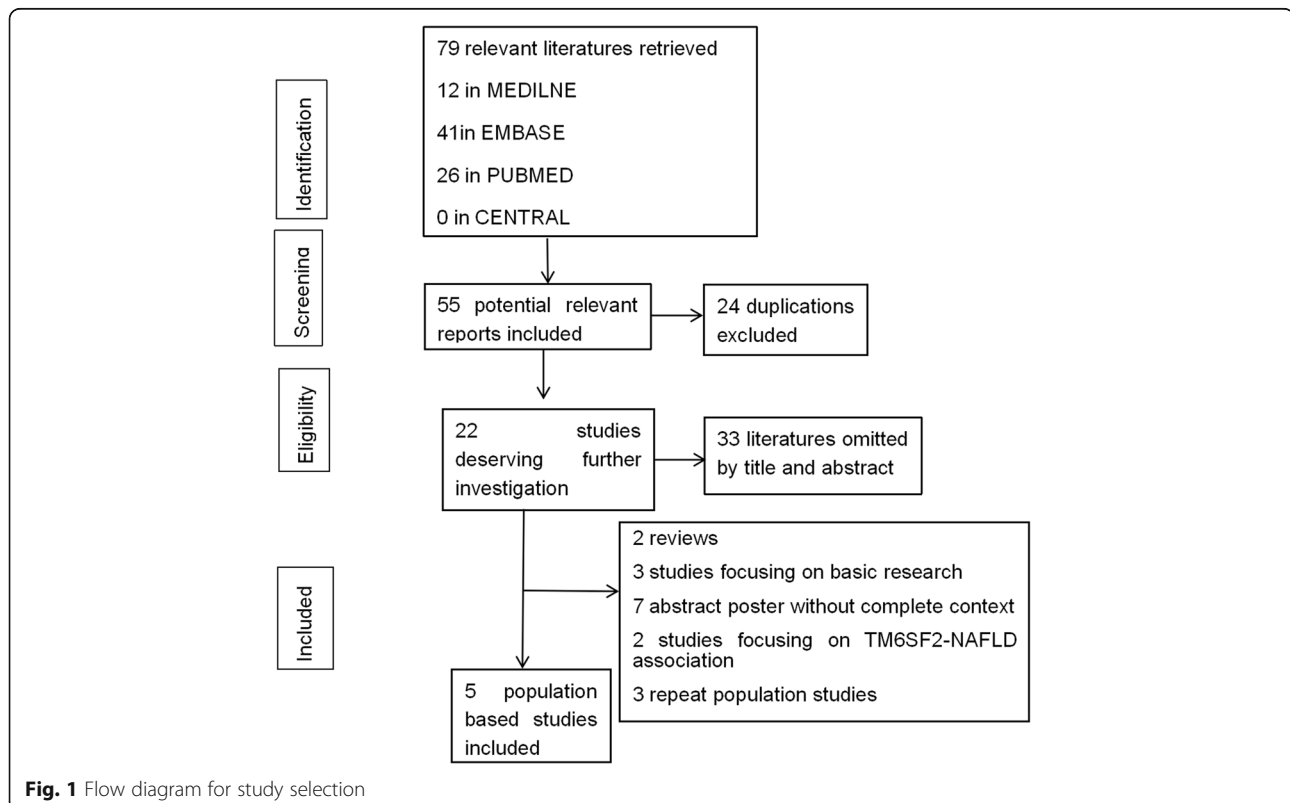 79 relevant literatures retrieved
12 in MEDILNE
41in EMBASE
26 in PUBMED
0 in CENTRAL
Identification
Screening
55 potential relevant
reports included
24 duplications
excluded
Eligibility
22 studies
deserving further
investigation
33 literatures omitted
by title and abstract
Included
2 reviews
3 studies focusing on basic research
7 abstract poster without complete context
2 studies focusing on TM6SF2-NAFLD
association
3 repeat population studies
5 population
based studies
included
Fig. 1 Flow diagram for study selection